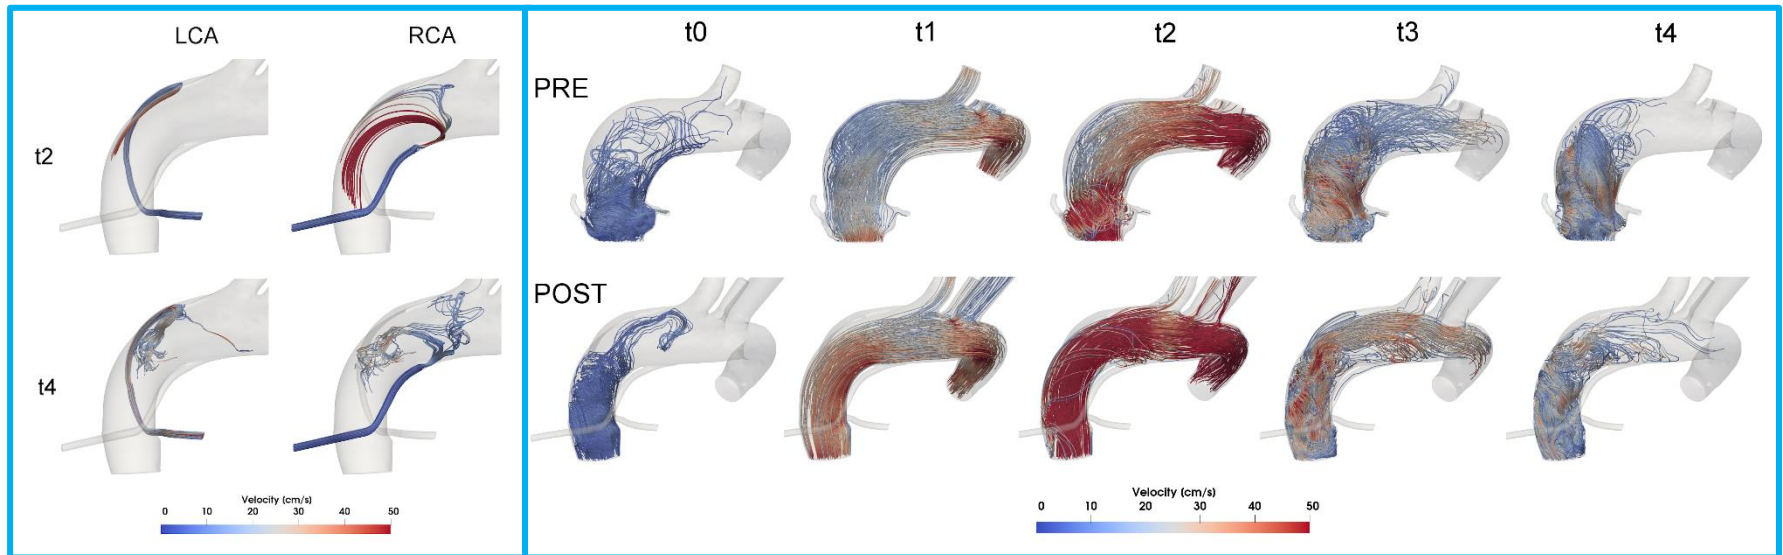 LCA RCA
t2
t4
Velocity (cm/s)
0 10 20 30 40 50
t0 t1 t2 t3 t4
PRE
POST
Velocity (cm/s)
0 10 20 30 40 50